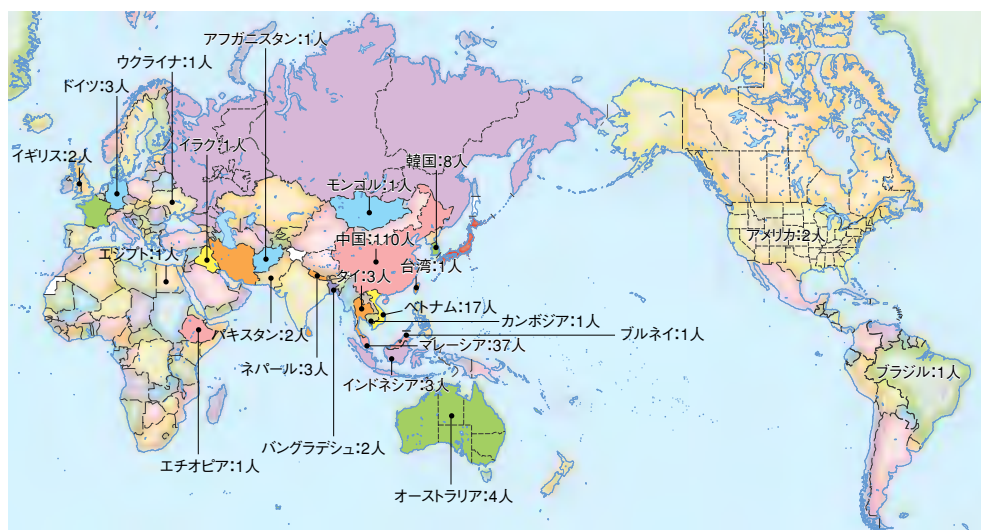 アフガニスタン:1人
ウクライナ:1人
ドイツ:3人
イラク:1人
イギリス:2人
韓国:8人
モンゴル:1人
中国:110人
アメリカ:2人
エジプト:1人
タイ:3人
台湾:1人
ベトナム:17人
カンボジア:1人
ブルネイ:1人
パキスタン:2人
マレーシア:37人
ネパール:3人
インドネシア:3人
ブラジル:1人
バングラデシュ:2人
エチオピア:1人
オーストラリア:4人